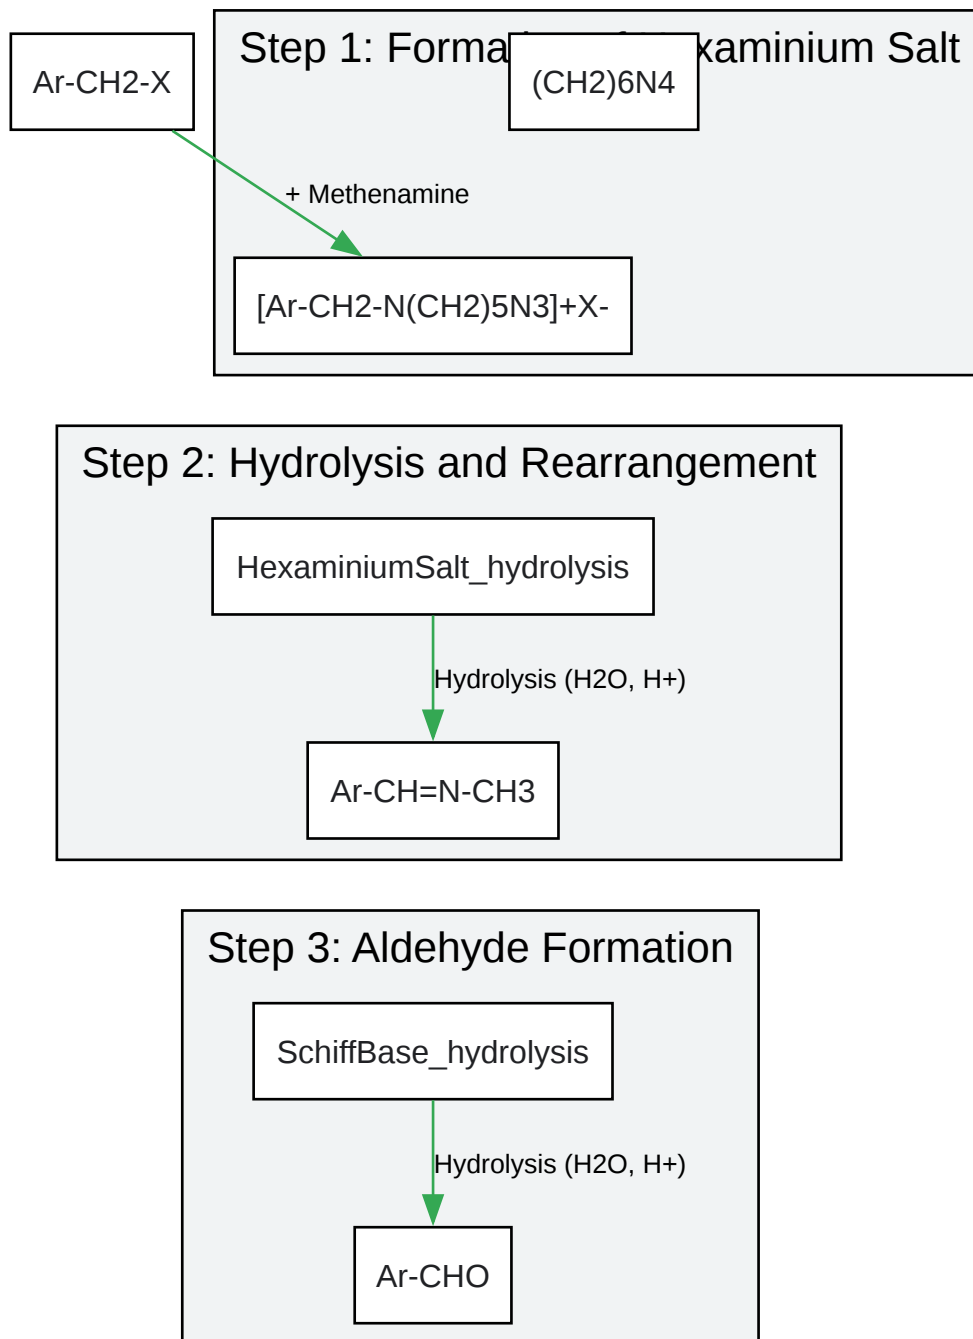 Ar-CH2-X
Step 1: Forma xaminium Salt
(CH2)6N4
+ Methenamine
[Ar-CH2-N(CH2)5N3]+X-
Step 2: Hydrolysis and Rearrangement
HexaminiumSalt_hydrolysis
Hydrolysis (H2O, H+)
Ar-CH=N-CH3
Step 3: Aldehyde Formation
SchiffBase_hydrolysis
Hydrolysis (H2O, H+)
Ar-CHO